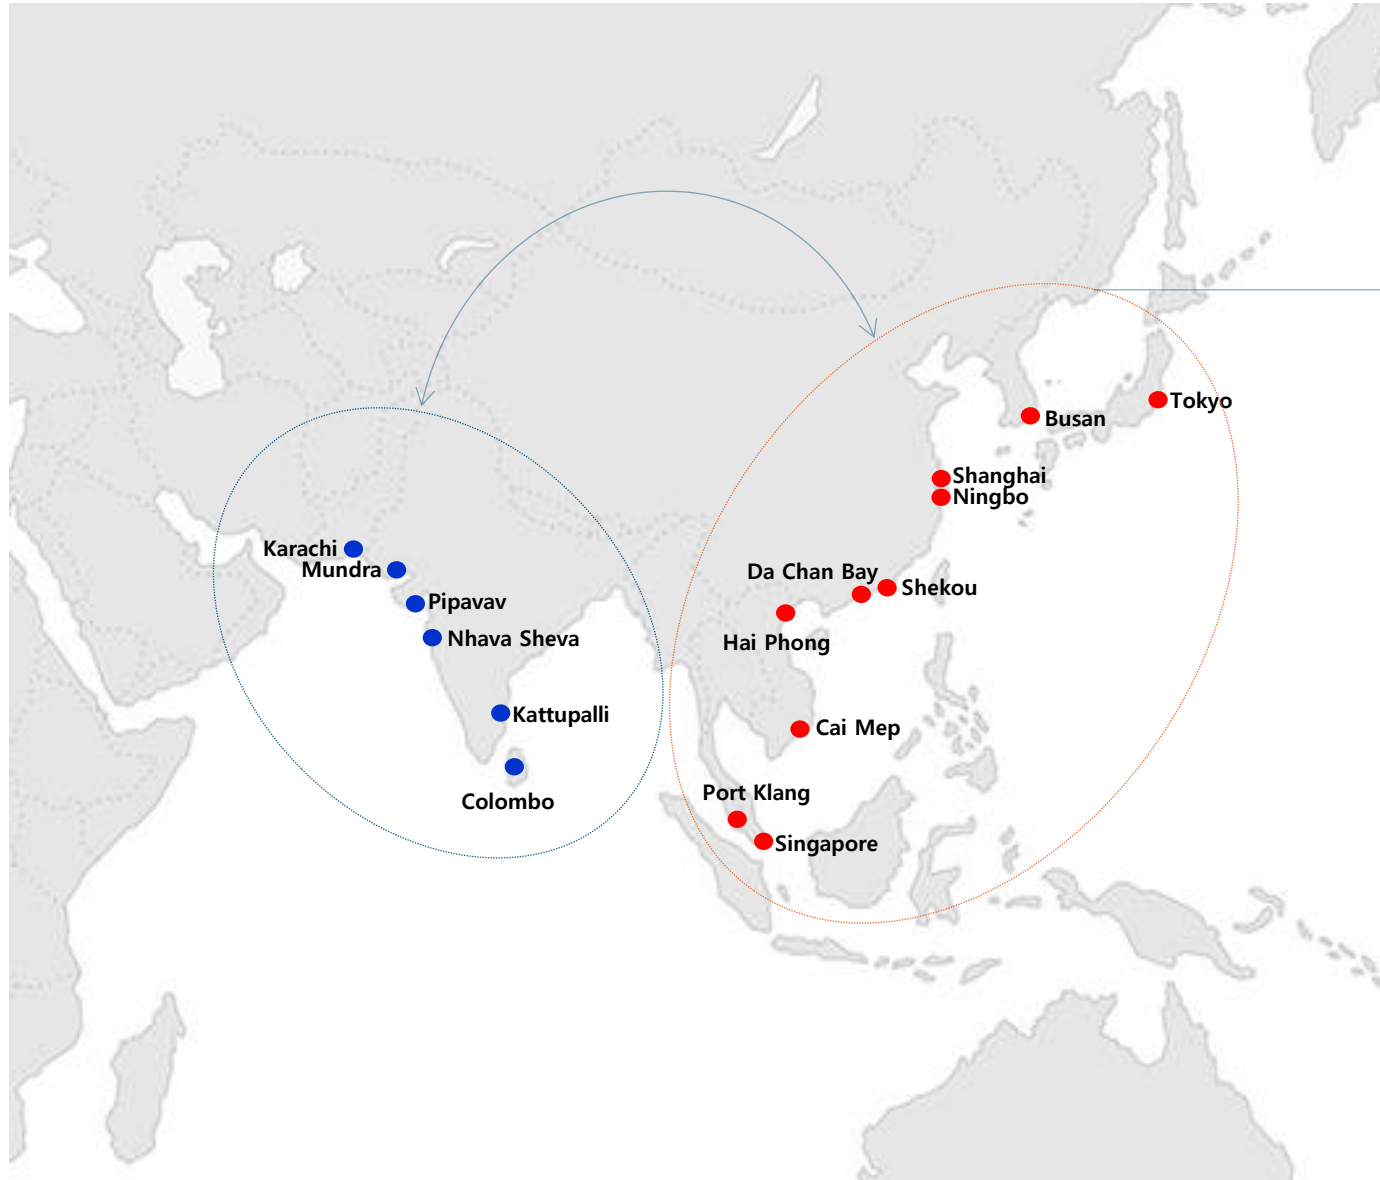 Tokyo
Busan
Shanghai
Ningbo
Karachi
Mundra
Da Chan Bay
Shekou
Pipavav
Nhava Sheva
Hai Phong
Kattupalli
Cai Mep
Colombo
Port Klang
Singapore